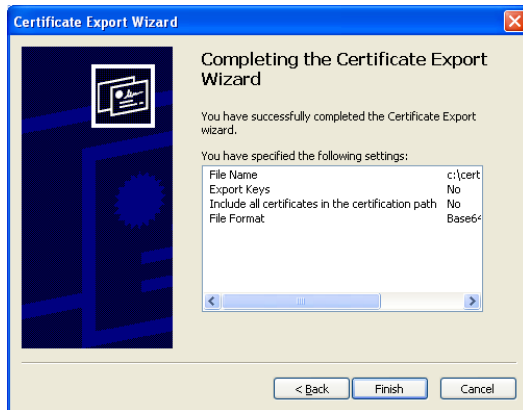 Certificate Export Wizard
Completing the Certificate Export
Wizard
You have successfully completed the Certificate Export
wizard.
You have specified the following settings:
File Name c:\cert
Export Keys No
Include all certificates in the certification path No
File Format Base64
< Back Finish Cancel